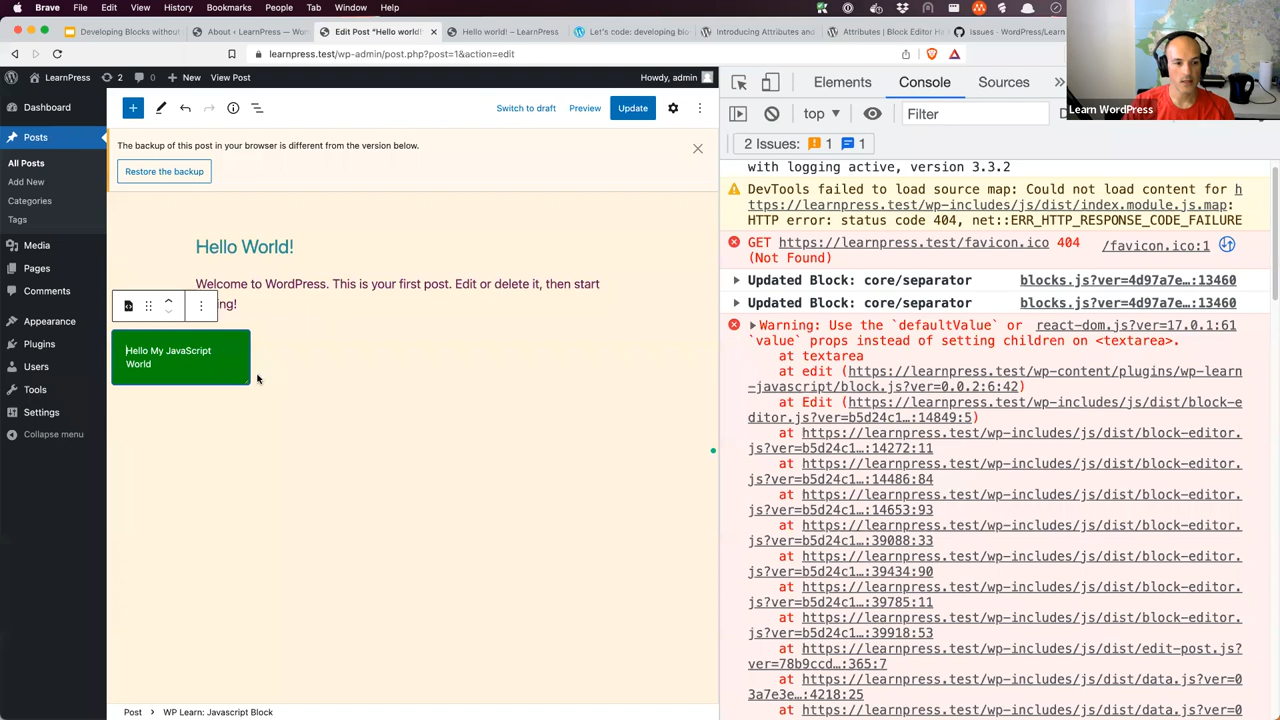 Brave File Edit View History Bookmarks People Tab Window Help
Developing Blocks without
About ‹ LearnPress — Wor
Edit Post “Hello world!”
Hello world! – LearnPress
Let's code: developing blo
Introducing Attributes and
Attributes | Block Editor Ha
Issues · WordPress/Learn
learnpress.test/wp-admin/post.php?post=1&action=edit
LearnPress 2 0 New View Post Howdy, admin
Dashboard
Posts
All Posts
Add New
Categories
Tags
Media
Pages
Comments
Appearance
Plugins
Users
Tools
Settings
Collapse menu
Switch to draft Preview Update
The backup of this post in your browser is different from the version below.
Restore the backup
Hello World!
Welcome to WordPress. This is your first post. Edit or delete it, then start
ing!
Hello My JavaScript
World
Post › WP Learn: Javascript Block
Elements Console Sources
Learn WordPress
top Filter
2 Issues: 1 1
with logging active, version 3.3.2
DevTools failed to load source map: Could not load content for h
ttps://learnpress.test/wp-includes/js/dist/index.module.js.map:
HTTP error: status code 404, net::ERR_HTTP_RESPONSE_CODE_FAILURE
GET https://learnpress.test/favicon.ico 404 /favicon.ico:1
(Not Found)
Updated Block: core/separator blocks.js?ver=4d97a7e…:13460
Updated Block: core/separator blocks.js?ver=4d97a7e…:13460
Warning: Use the `defaultValue` or react-dom.js?ver=17.0.1:61
`value` props instead of setting children on <textarea>.
at textarea
at edit (https://learnpress.test/wp-content/plugins/wp-learn
-javascript/block.js?ver=0.0.2:6:42)
at Edit (https://learnpress.test/wp-includes/js/dist/block-e
ditor.js?ver=b5d24c1…:14849:5)
at https://learnpress.test/wp-includes/js/dist/block-editor.
js?ver=b5d24c1…:14272:11
at https://learnpress.test/wp-includes/js/dist/block-editor.
js?ver=b5d24c1…:14486:84
at https://learnpress.test/wp-includes/js/dist/block-editor.
js?ver=b5d24c1…:14653:93
at https://learnpress.test/wp-includes/js/dist/block-editor.
js?ver=b5d24c1…:39088:33
at https://learnpress.test/wp-includes/js/dist/block-editor.
js?ver=b5d24c1…:39434:90
at https://learnpress.test/wp-includes/js/dist/block-editor.
js?ver=b5d24c1…:39785:11
at https://learnpress.test/wp-includes/js/dist/block-editor.
js?ver=b5d24c1…:39918:53
at https://learnpress.test/wp-includes/js/dist/edit-post.js?
ver=78b9ccd…:365:7
at https://learnpress.test/wp-includes/js/dist/data.js?ver=0
3a7e3e…:4218:25
at https://learnpress.test/wp-includes/js/dist/data.js?ver=0